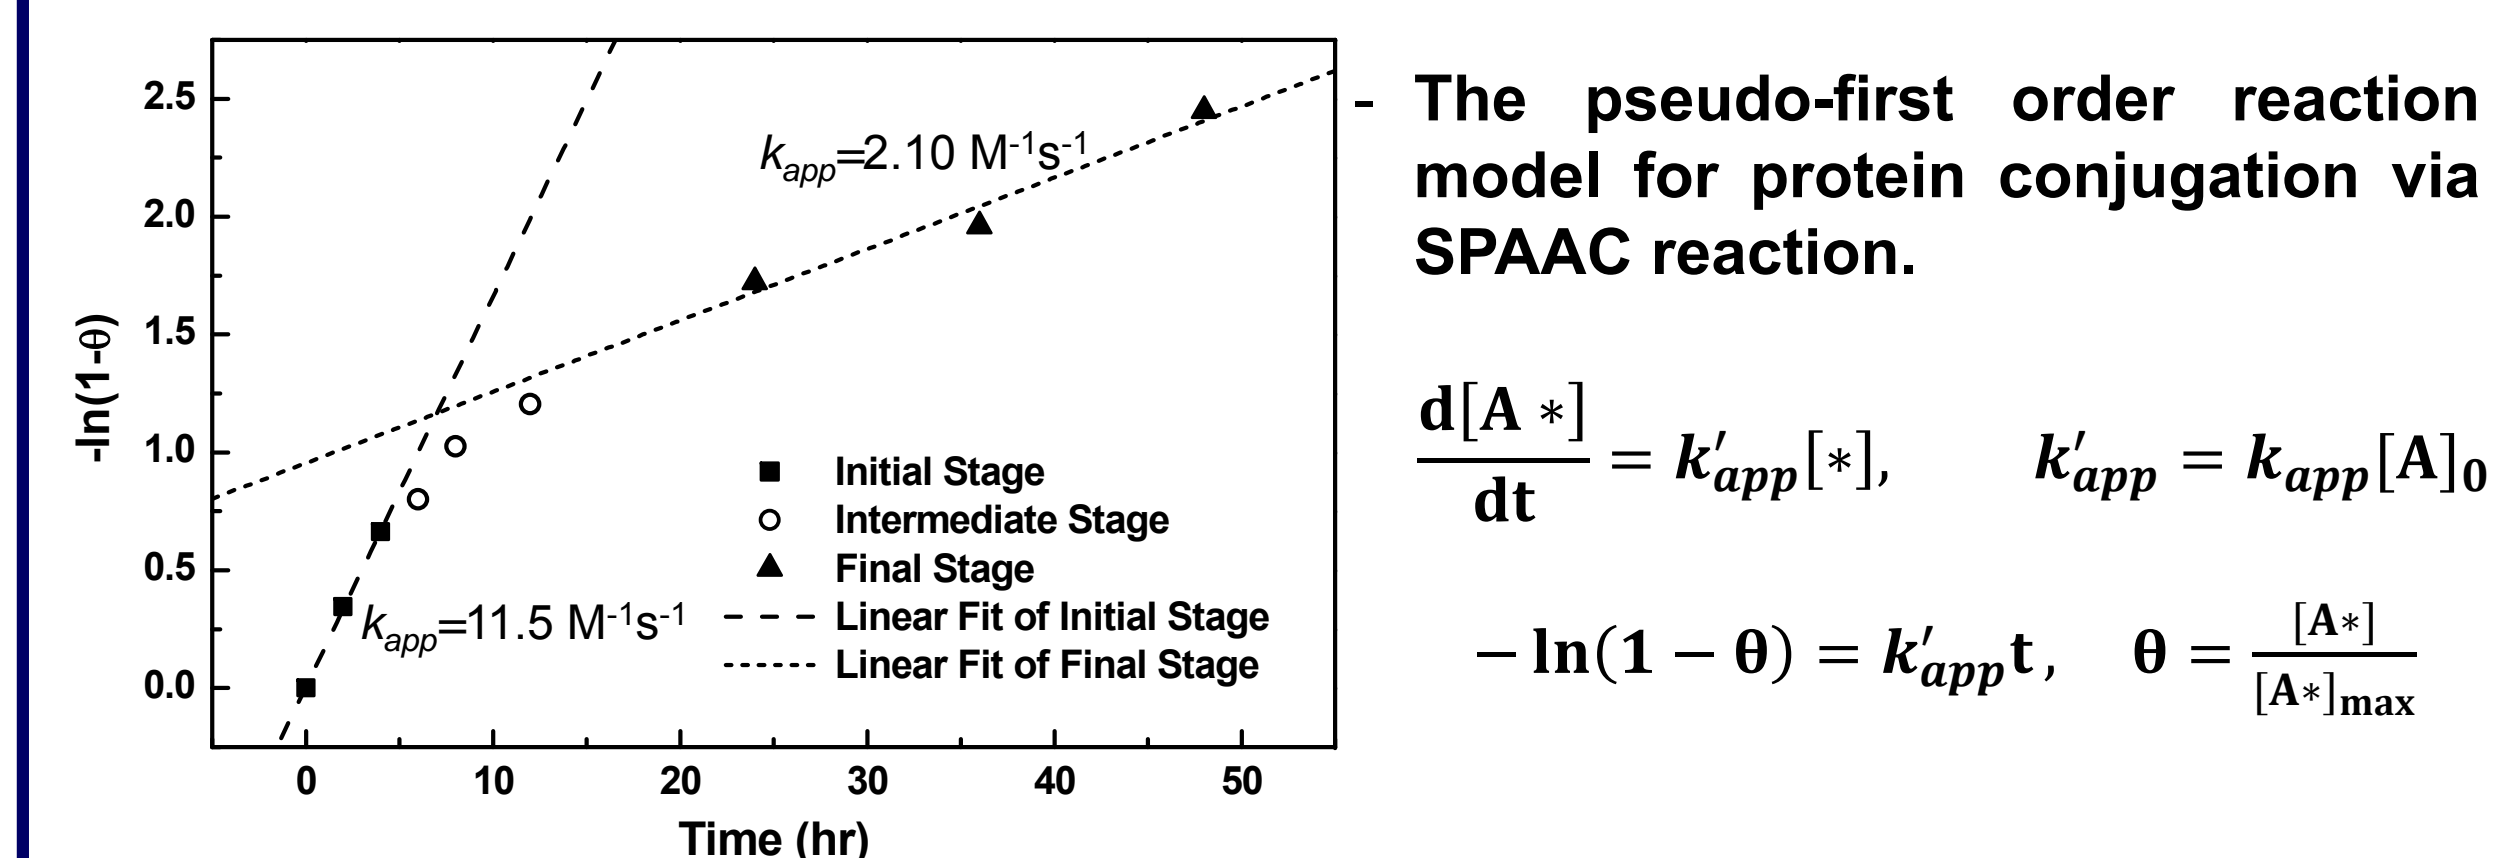 2.5
2.0
1.5
1.0
0.5
0.0
-ln(1-θ)
k_app=2.10 M⁻¹s⁻¹
k_app=11.5 M⁻¹s⁻¹
Initial Stage
Intermediate Stage
Final Stage
Linear Fit of Initial Stage
Linear Fit of Final Stage
0 10 20 30 40 50
Time (hr)
- The pseudo-first order reaction
model for protein conjugation via
SPAAC reaction.
d[A *]/dt = k′_app[*], k′_app = k_app[A]₀
− ln(1 − θ) = k′_app t, θ = [A*]/[A*]_max